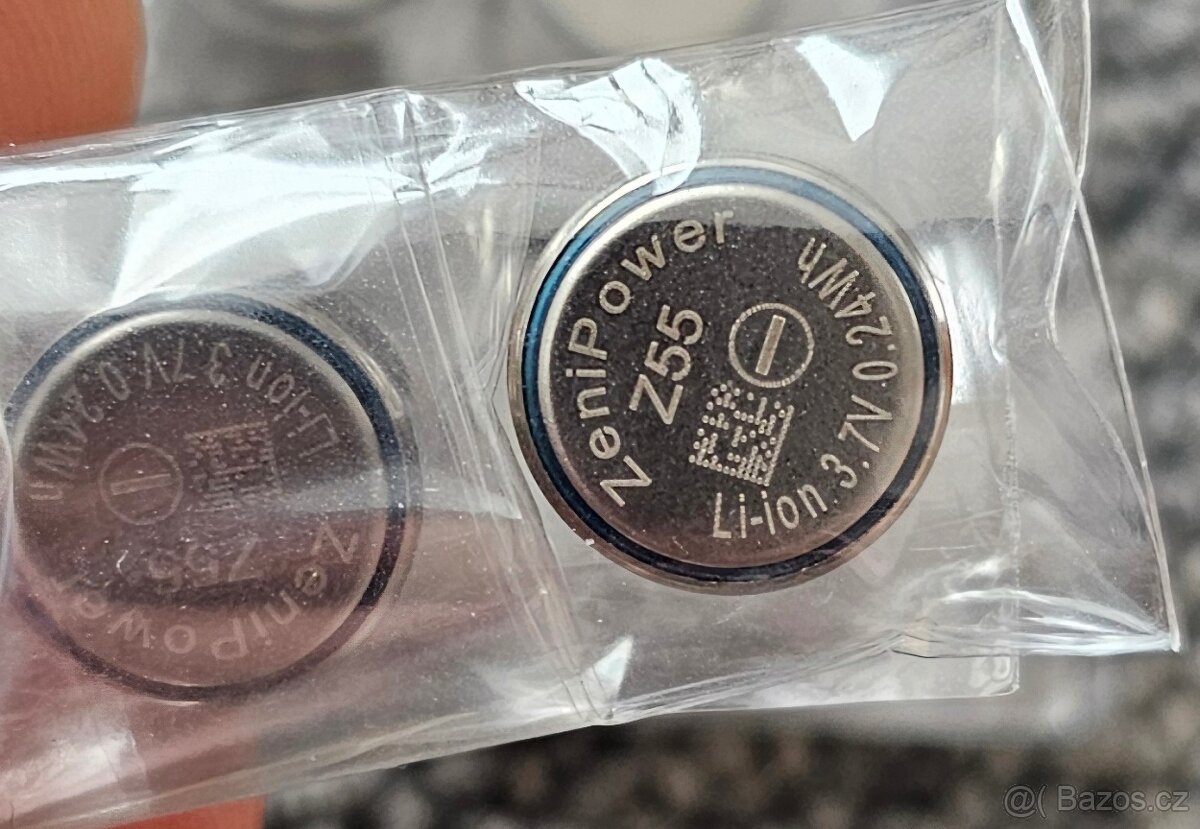 ZeniPower
Z55
Li-ion 3.7V 0.24Wh
ZeniPower
Z55
Li-ion 3.7V 0.24Wh
@( Bazos.cz